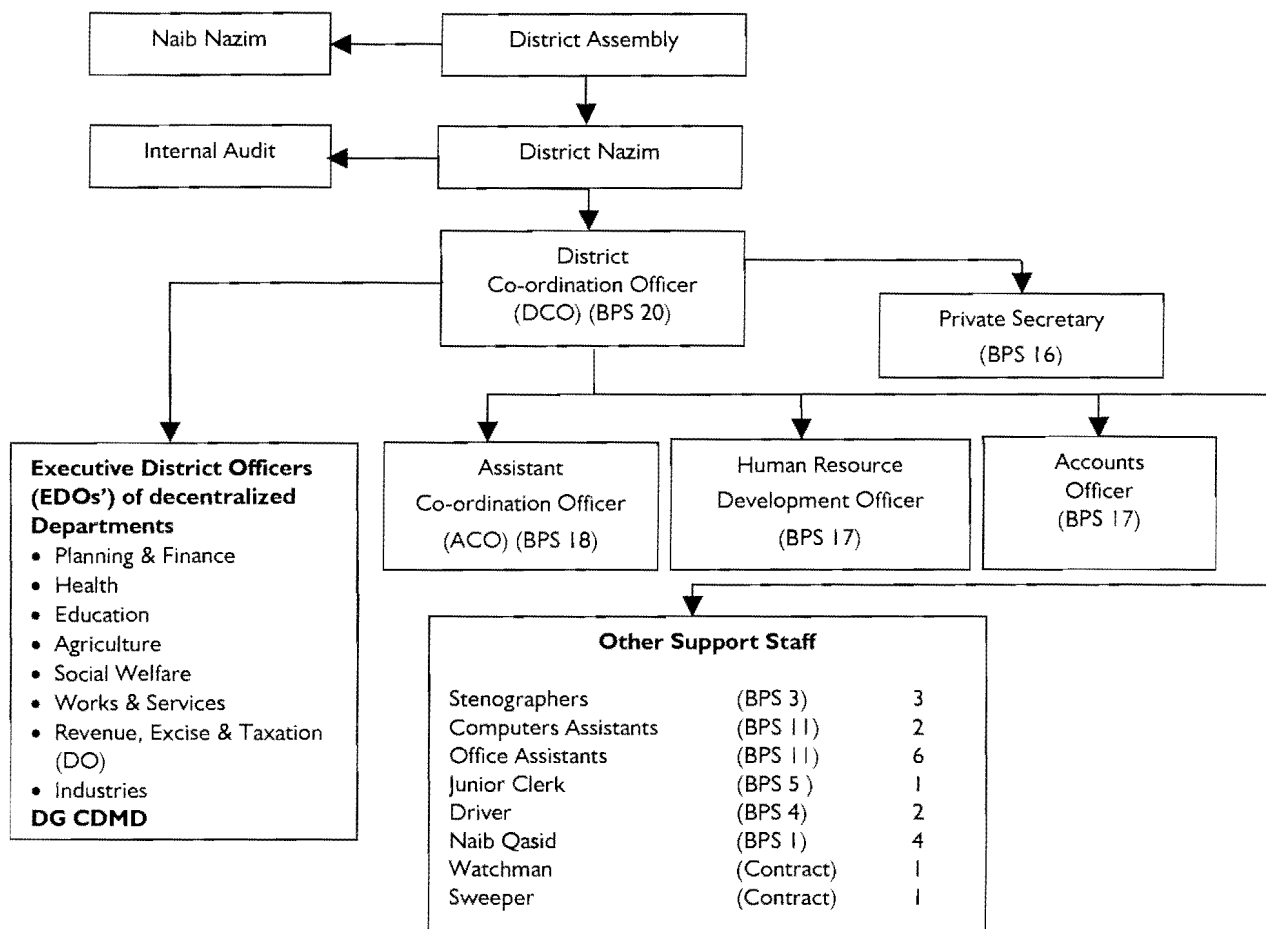 Naib Nazim
District Assembly
Internal Audit
District Nazim
District
Co-ordination Officer
(DCO) (BPS 20)
Private Secretary
(BPS 16)
Executive District Officers
(EDOs') of decentralized
Departments
• Planning & Finance
• Health
• Education
• Agriculture
• Social Welfare
• Works & Services
• Revenue, Excise & Taxation
(DO)
• Industries
DG CDMD
Assistant
Co-ordination Officer
(ACO) (BPS 18)
Human Resource
Development Officer
(BPS 17)
Accounts
Officer
(BPS 17)
Other Support Staff
Stenographers (BPS 3) 3
Computers Assistants (BPS 11) 2
Office Assistants (BPS 11) 6
Junior Clerk (BPS 5 ) 1
Driver (BPS 4) 2
Naib Qasid (BPS 1) 4
Watchman (Contract) 1
Sweeper (Contract) 1